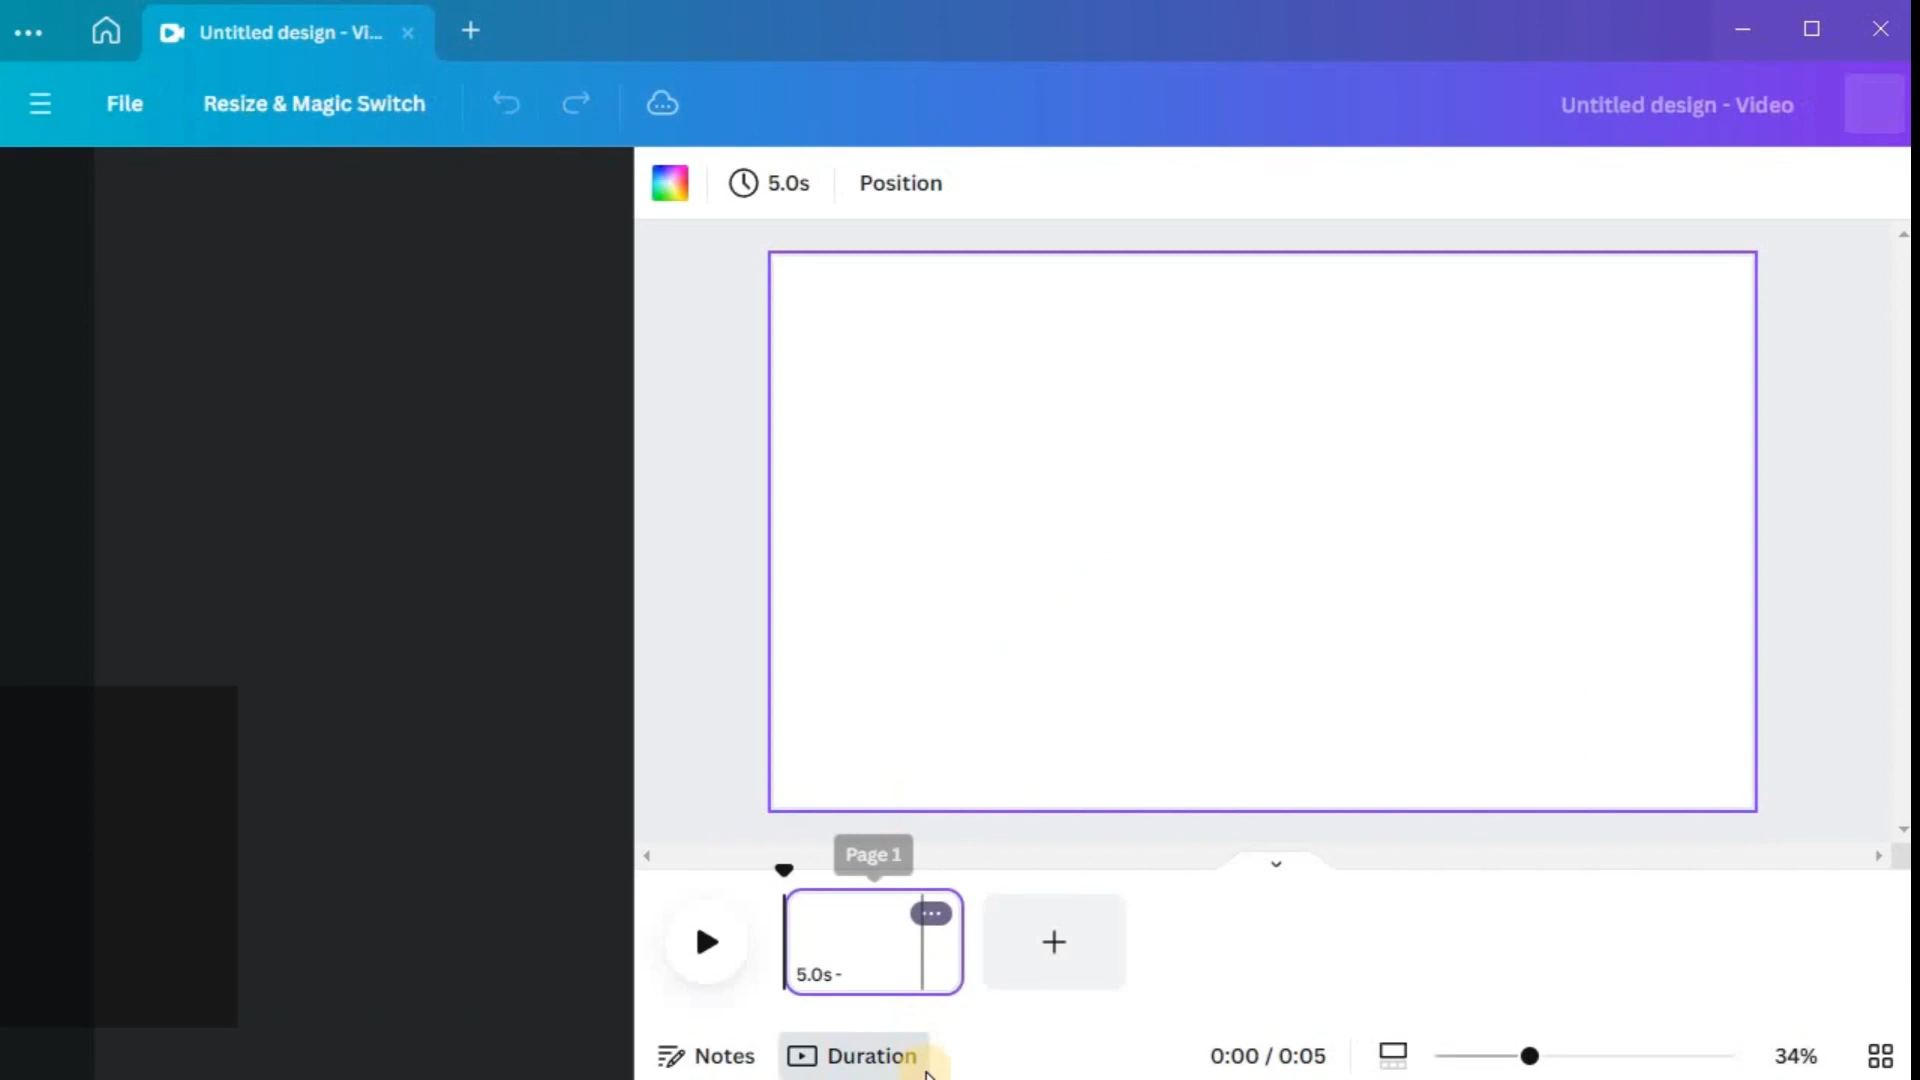 Untitled design - Vi...
File
Resize & Magic Switch
Untitled design - Video
5.0s
Position
Page 1
5.0s -
Notes
Duration
0:00 / 0:05
34%